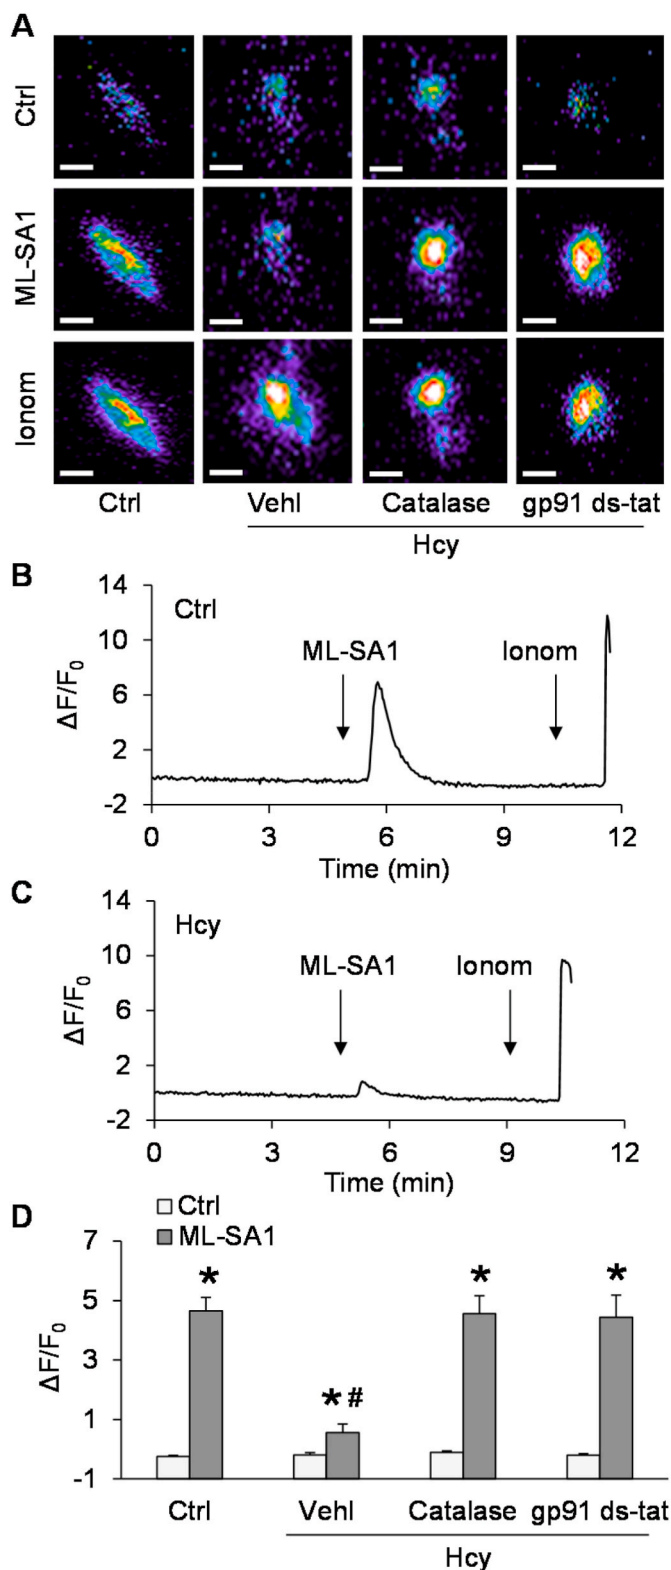 A
Ctrl
ML-SA1
Ionom
Ctrl Vehl Catalase gp91 ds-tat
Hcy
B
14
10
6
2
-2
ΔF/F0
Ctrl
ML-SA1 Ionom
0 3 6 9 12
Time (min)
C
14
10
6
2
-2
ΔF/F0
Hcy
ML-SA1 Ionom
0 3 6 9 12
Time (min)
D
Ctrl
ML-SA1
7
5
3
1
-1
ΔF/F0
* *# * *
Ctrl Vehl Catalase gp91 ds-tat
Hcy